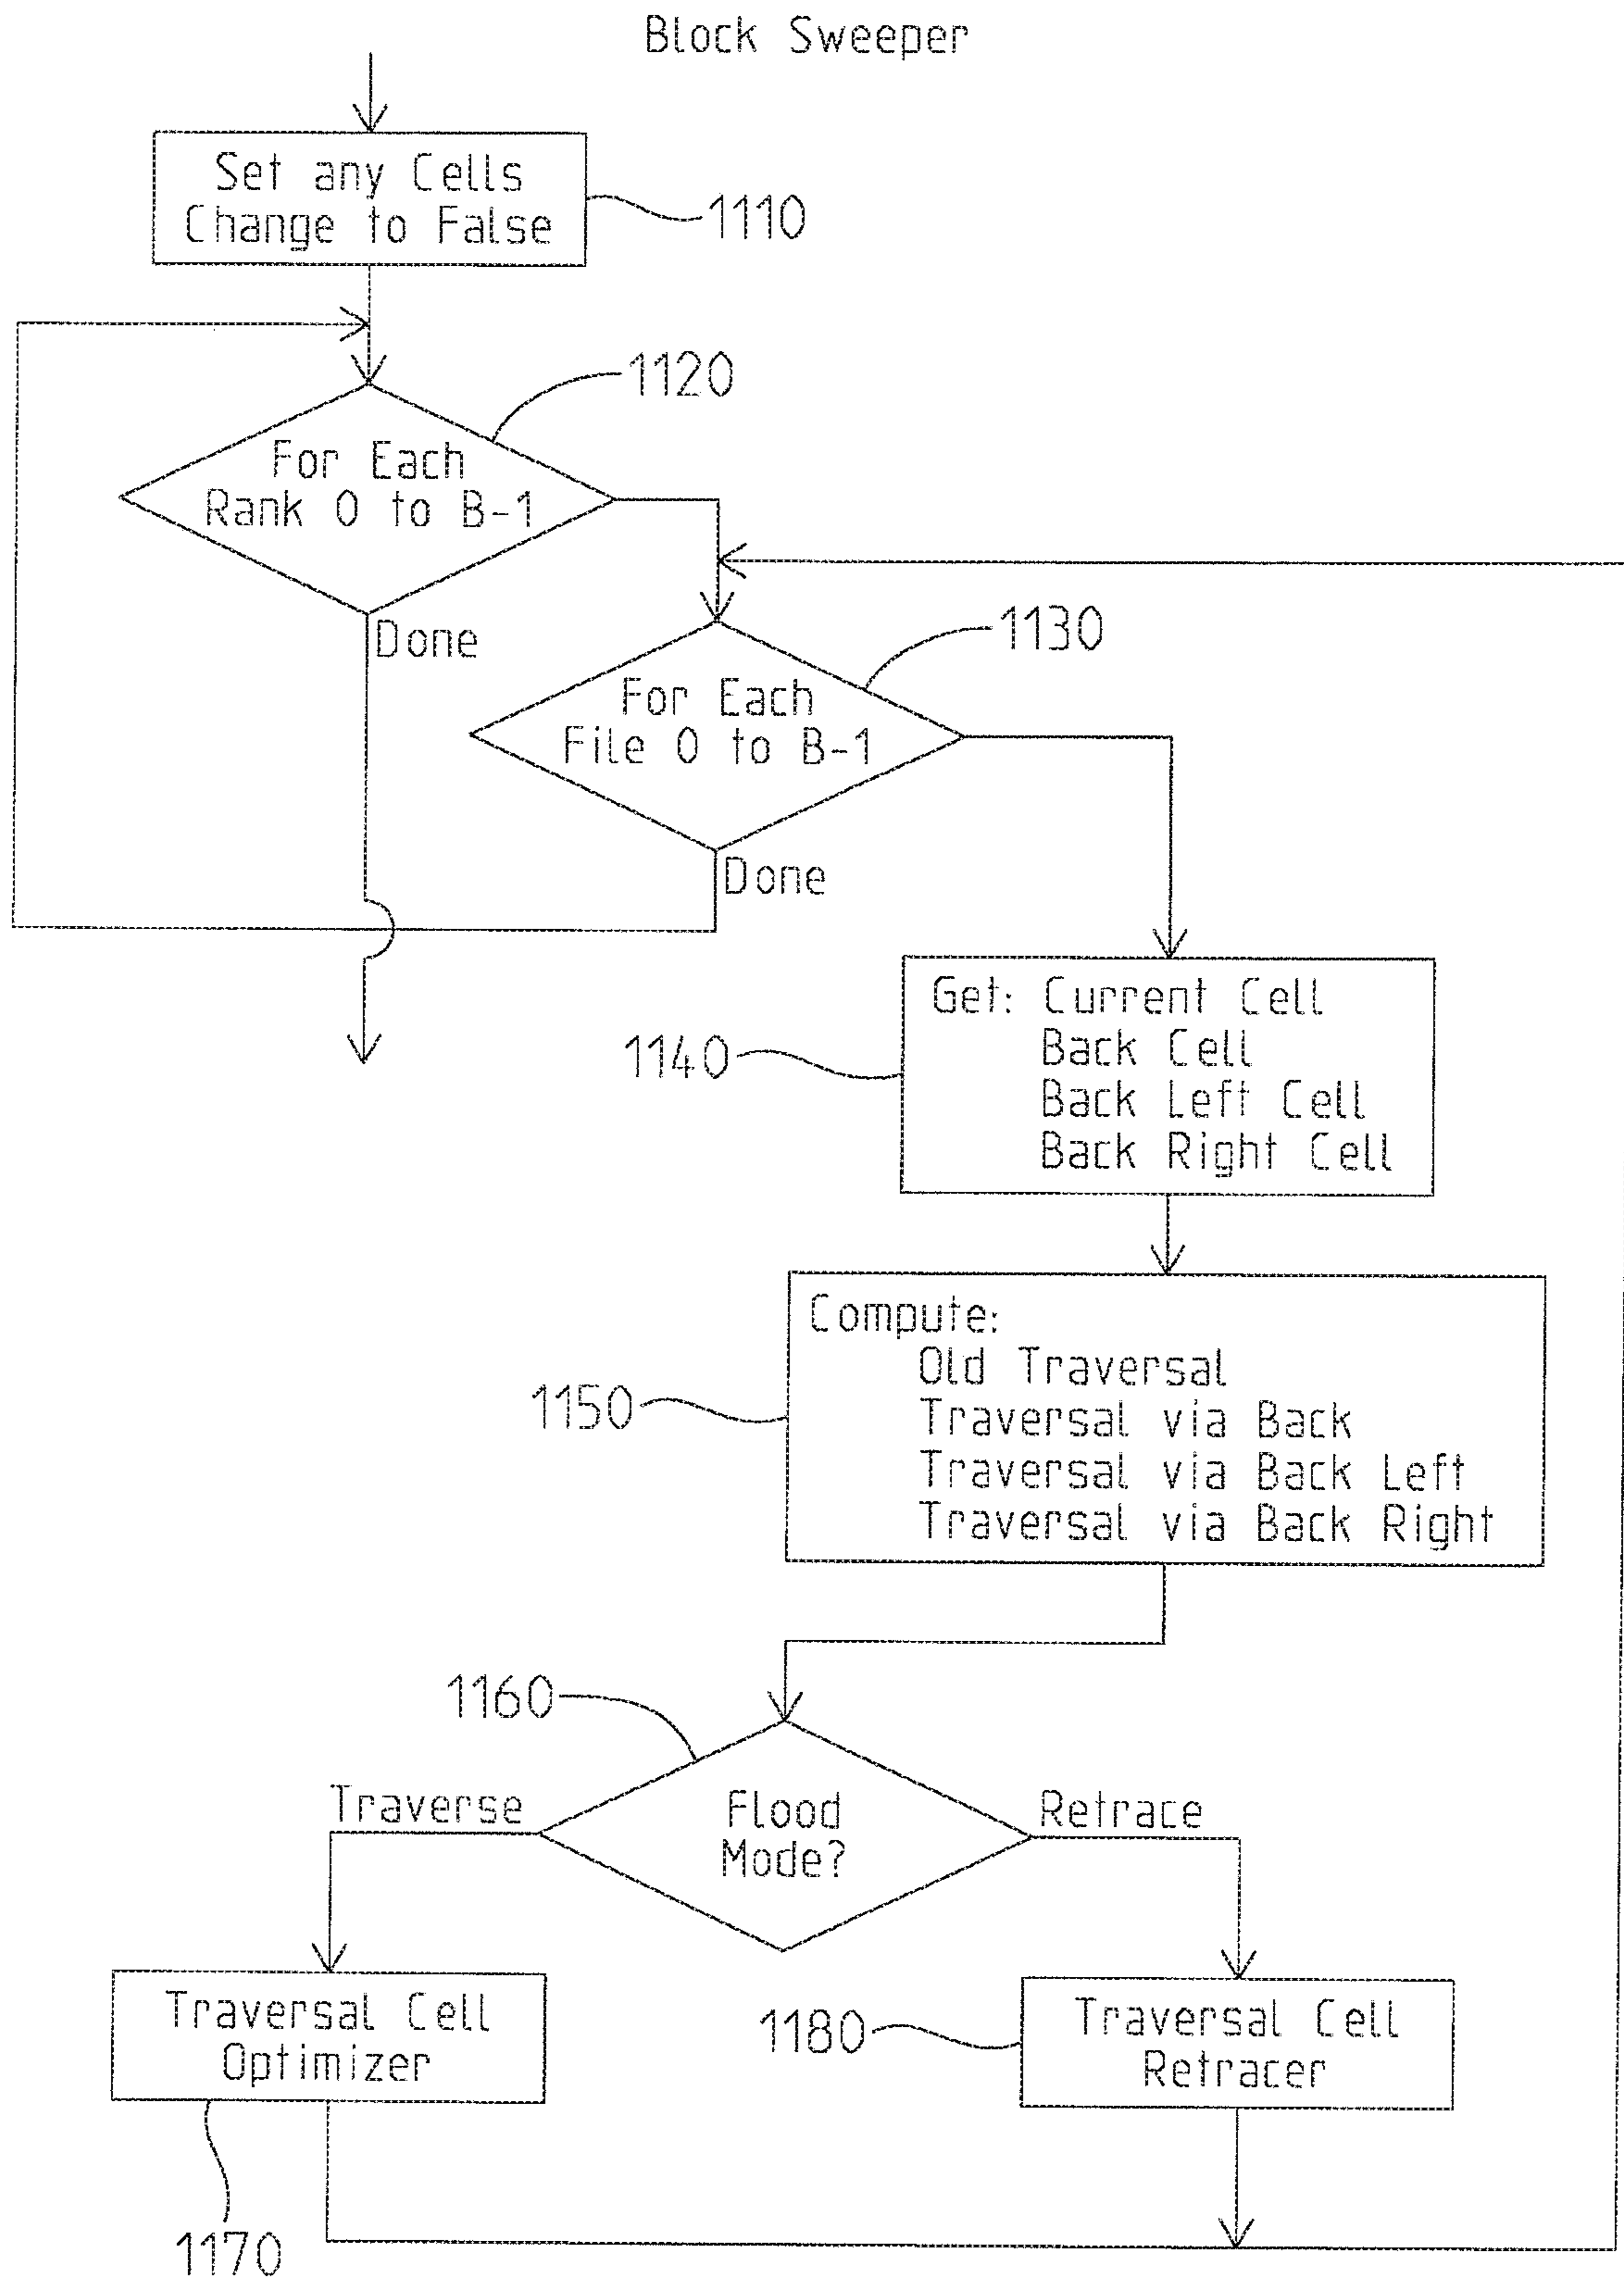 Block Sweeper
Set any Cells
Change to False
1110
1120
For Each
Rank 0 to B-1
Done
1130
For Each
File 0 to B-1
Done
Get: Current Cell
Back Cell
Back Left Cell
Back Right Cell
1140
Compute:
Old Traversal
Traversal via Back
Traversal via Back Left
Traversal via Back Right
1150
1160
Traverse
Flood
Mode?
Retrace
Traversal Cell
Optimizer
1180
Traversal Cell
Retracer
1170